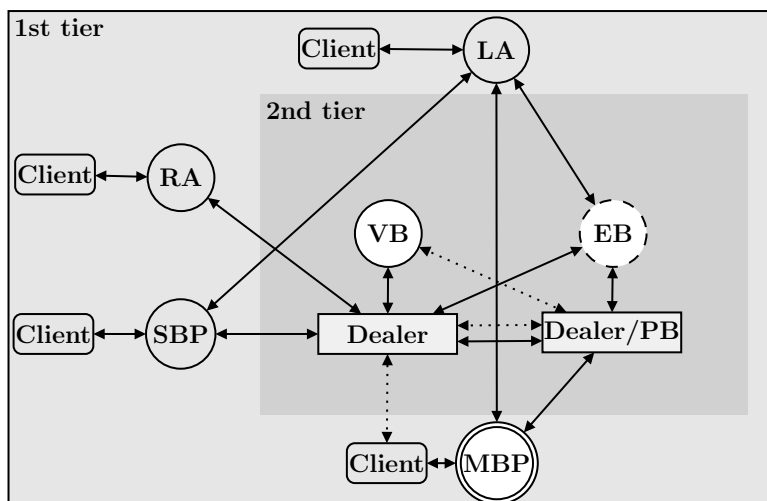 1st tier
Client
LA
2nd tier
Client
RA
VB
EB
Client
SBP
Dealer
Dealer/PB
Client
MBP